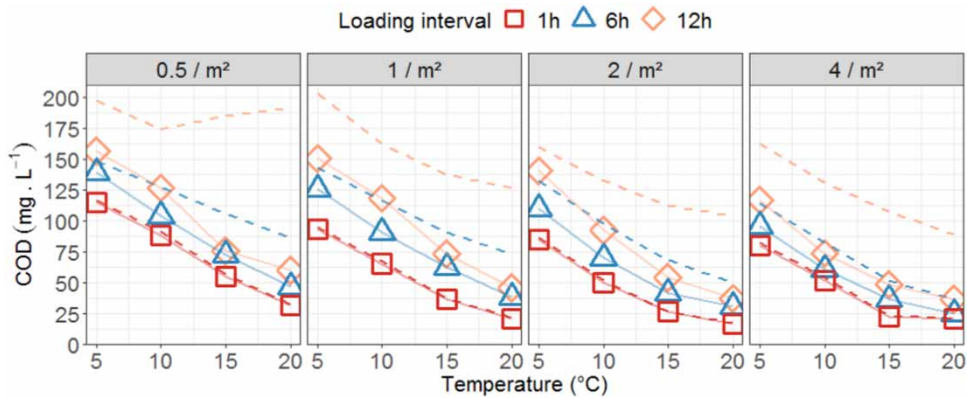 Loading interval 1h 6h 12h
0.5 / m² 1 / m² 2 / m² 4 / m²
COD (mg . L⁻¹)
200
175
150
125
100
75
50
25
0
5 10 15 20 5 10 15 20 5 10 15 20 5 10 15 20
Temperature (°C)